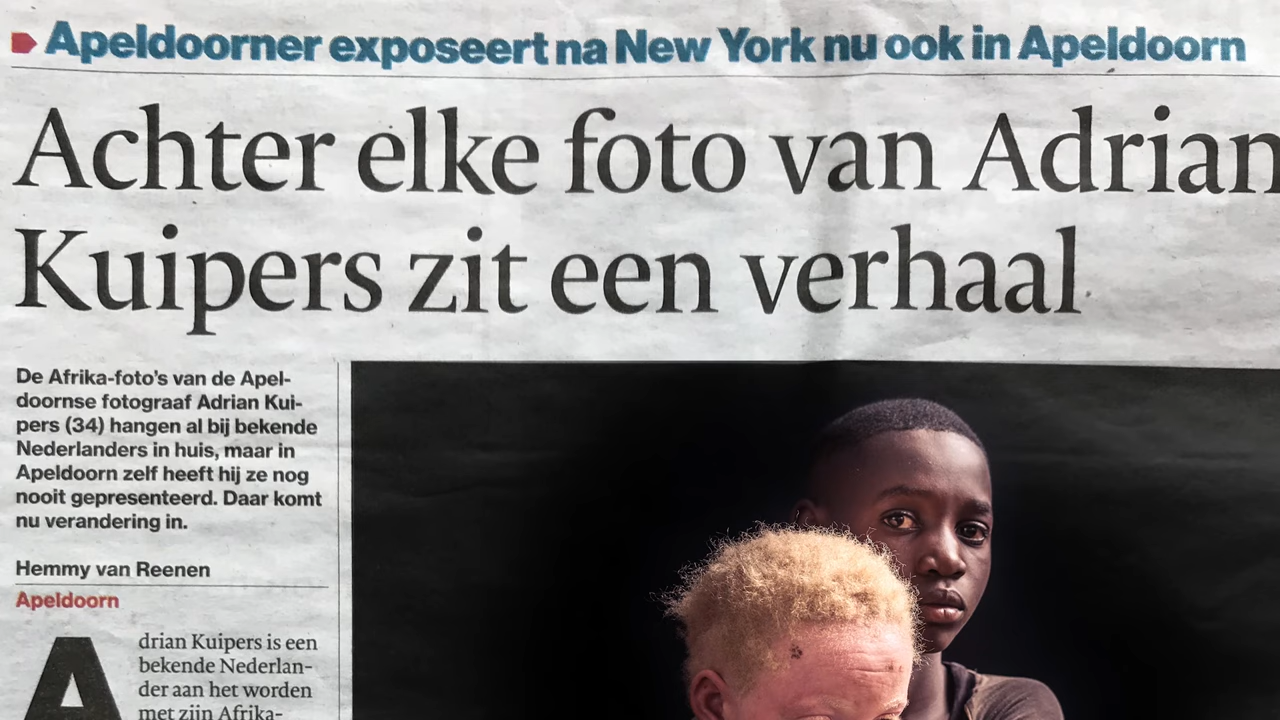 Apeldoorner exposeert na New York nu ook in Apeldoorn
Achter elke foto van Adrian
Kuipers zit een verhaal
De Afrika-foto's van de Apel-
doornse fotograaf Adrian Kui-
pers (34) hangen al bij bekende
Nederlanders in huis, maar in
Apeldoorn zelf heeft hij ze nog
nooit gepresenteerd. Daar komt
nu verandering in.
Hemmy van Reenen
Apeldoorn
Adrian Kuipers is een
bekende Nederlan-
der aan het worden
met zijn Afrika-